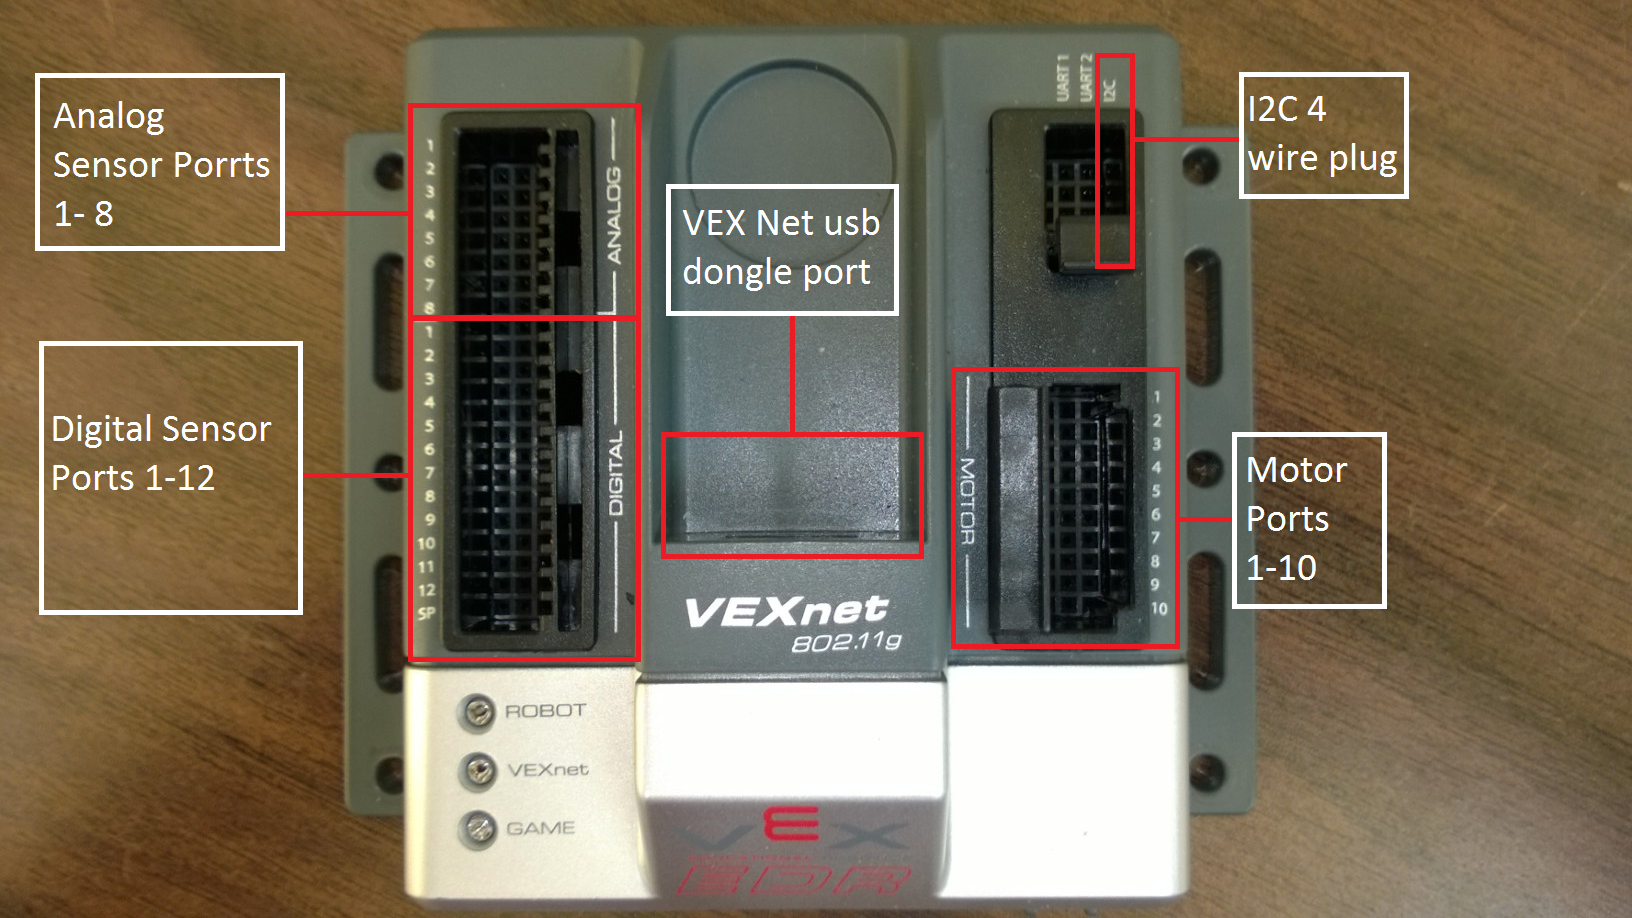 Analog
Sensor Porrts
1- 8
Digital Sensor
Ports 1-12
VEX Net usb
dongle port
I2C 4
wire plug
Motor
Ports
1-10
1
2
3
4
5
6
7
8
ANALOG
1
2
3
4
5
6
7
8
9
10
11
12
SP
DIGITAL
UART 1
UART 2
I2C
MOTOR
1
2
3
4
5
6
7
8
9
10
VEXnet
802.11g
ROBOT
VEXnet
GAME
VEX
EDR